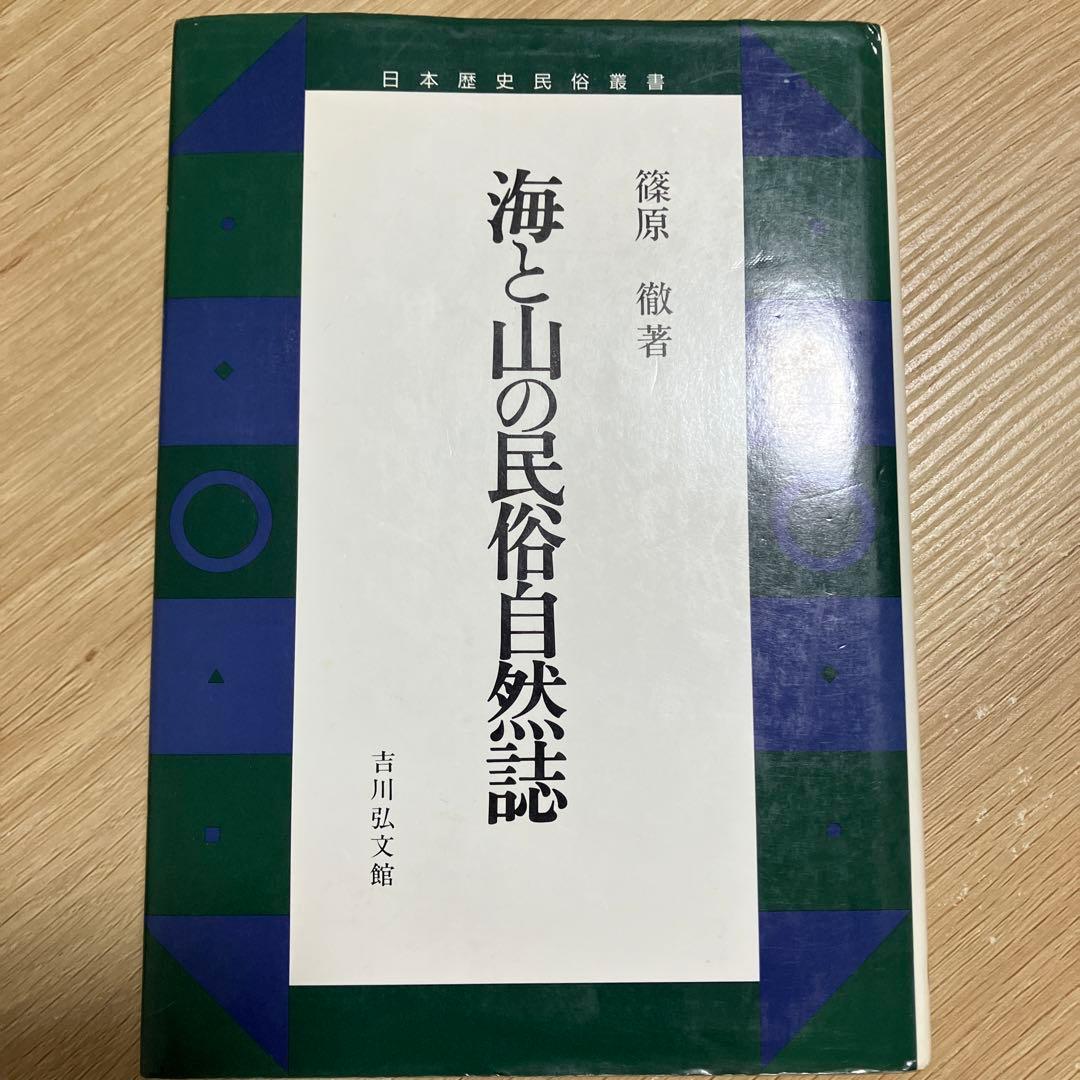 日本歴史民俗叢書
篠原 徹著
海と山の民俗自然誌
吉川弘文館